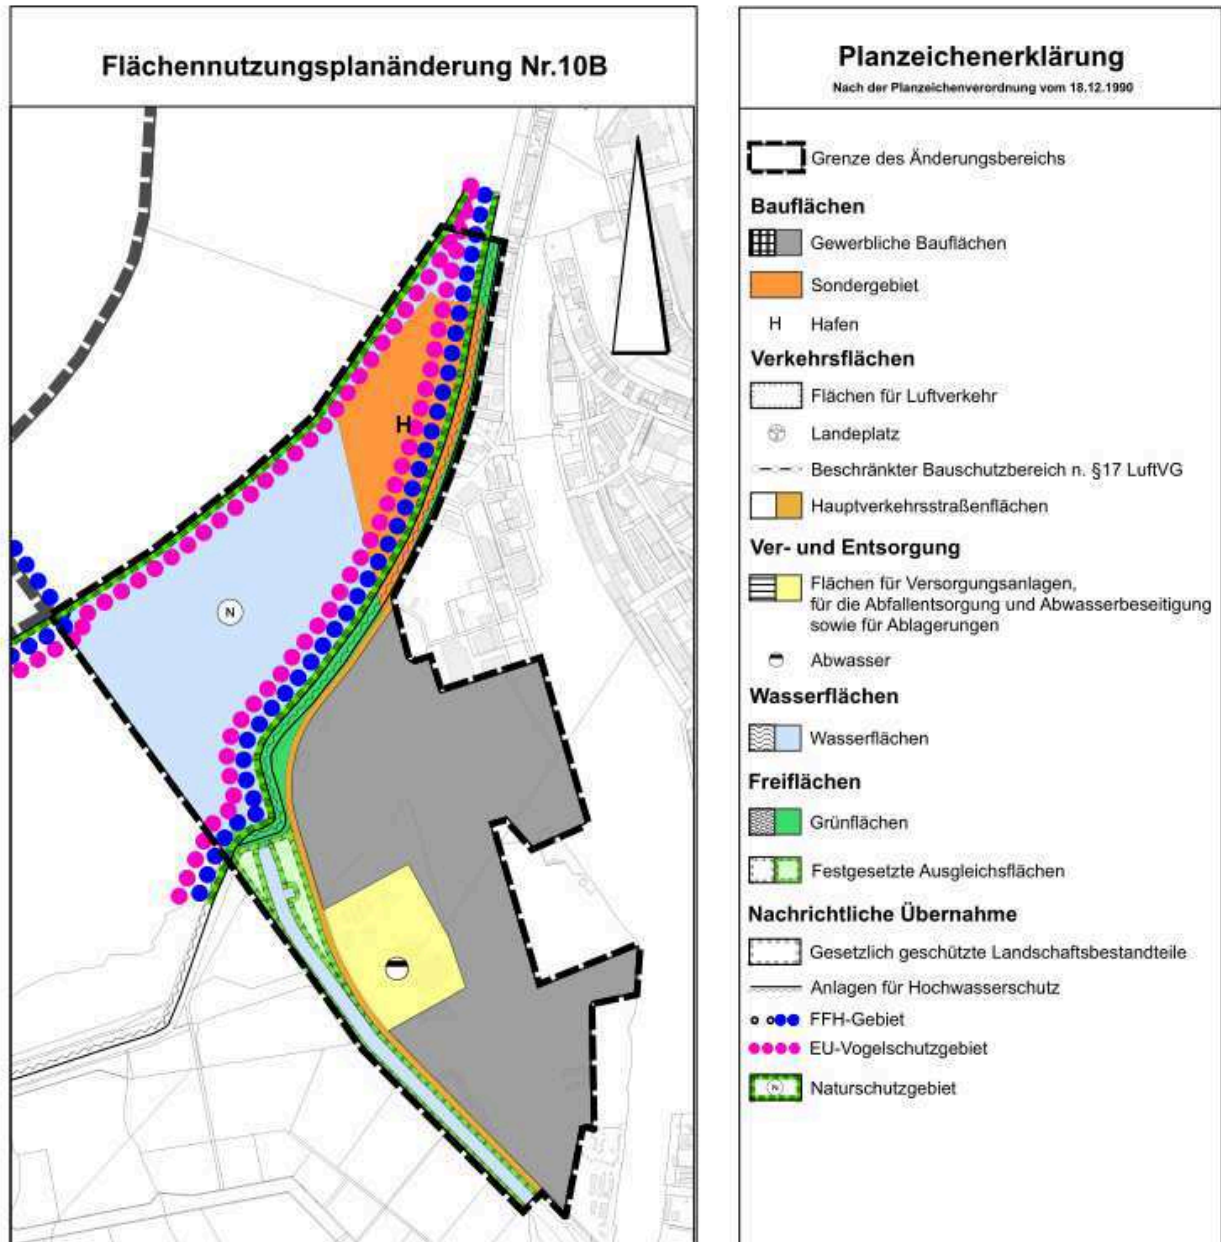 Flächennutzungsplanänderung Nr.10B
H
N
Planzeichenerklärung
Nach der Planzeichenverordnung vom 18.12.1990
Grenze des Änderungsbereichs
Bauflächen
Gewerbliche Bauflächen
Sondergebiet
H Hafen
Verkehrsflächen
Flächen für Luftverkehr
Landeplatz
Beschränkter Bauschutzbereich n. §17 LuftVG
Hauptverkehrsstraßenflächen
Ver- und Entsorgung
Flächen für Versorgungsanlagen,
für die Abfallentsorgung und Abwasserbeseitigung
sowie für Ablagerungen
Abwasser
Wasserflächen
Wasserflächen
Freiflächen
Grünflächen
Festgesetzte Ausgleichsflächen
Nachrichtliche Übernahme
Gesetzlich geschützte Landschaftsbestandteile
Anlagen für Hochwasserschutz
FFH-Gebiet
EU-Vogelschutzgebiet
N Naturschutzgebiet